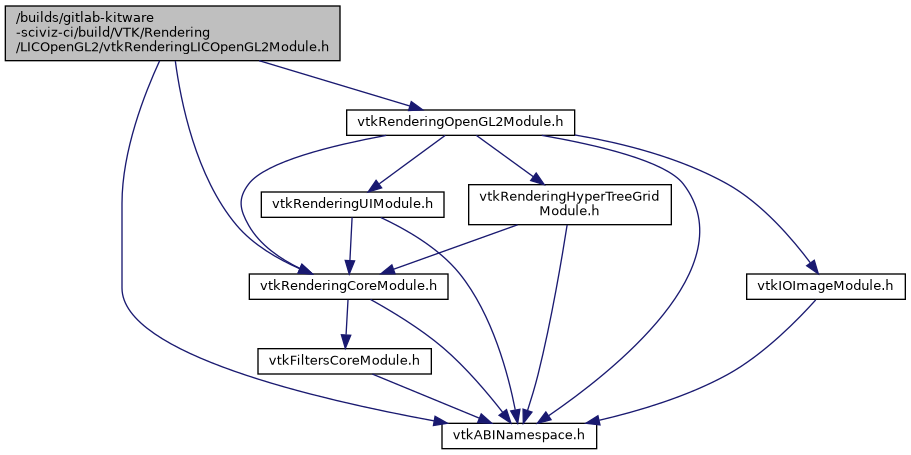 /builds/gitlab-kitware
-sciviz-ci/build/VTK/Rendering
/LICOpenGL2/vtkRenderingLICOpenGL2Module.h
vtkRenderingOpenGL2Module.h
vtkRenderingUIModule.h
vtkRenderingHyperTreeGrid
Module.h
vtkRenderingCoreModule.h
vtkIOImageModule.h
vtkFiltersCoreModule.h
vtkABINamespace.h